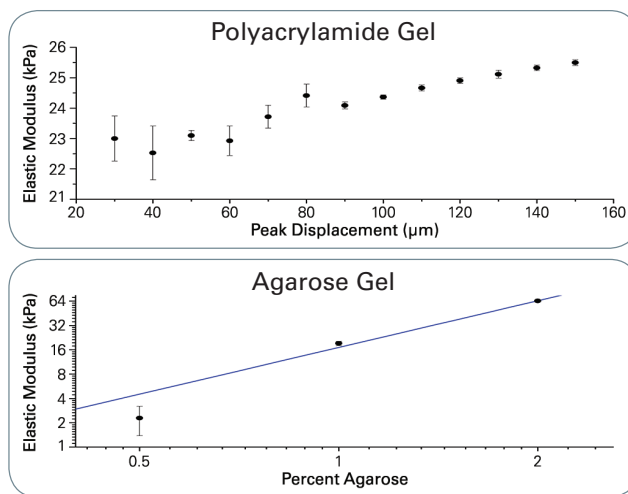 Polyacrylamide Gel
Elastic Modulus (kPa)
26
25
24
23
22
21
20 40 60 80 100 120 140 160
Peak Displacement (μm)
Agarose Gel
Elastic Modulus (kPa)
64
32
16
8
4
2
1
0.5 1 2
Percent Agarose